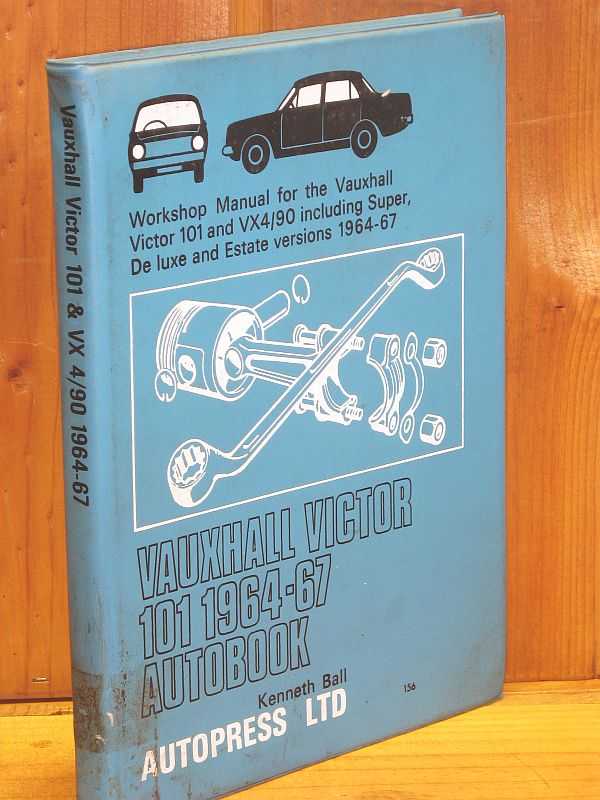 Vauxhall Victor 101 & VX 4/90 1964-67
Workshop Manual for the Vauxhall
Victor 101 and VX4/90 including Super,
De luxe and Estate versions 1964-67
VAUXHALL VICTOR
101 1964-67
AUTOBOOK
Kenneth Ball
156
AUTOPRESS LTD